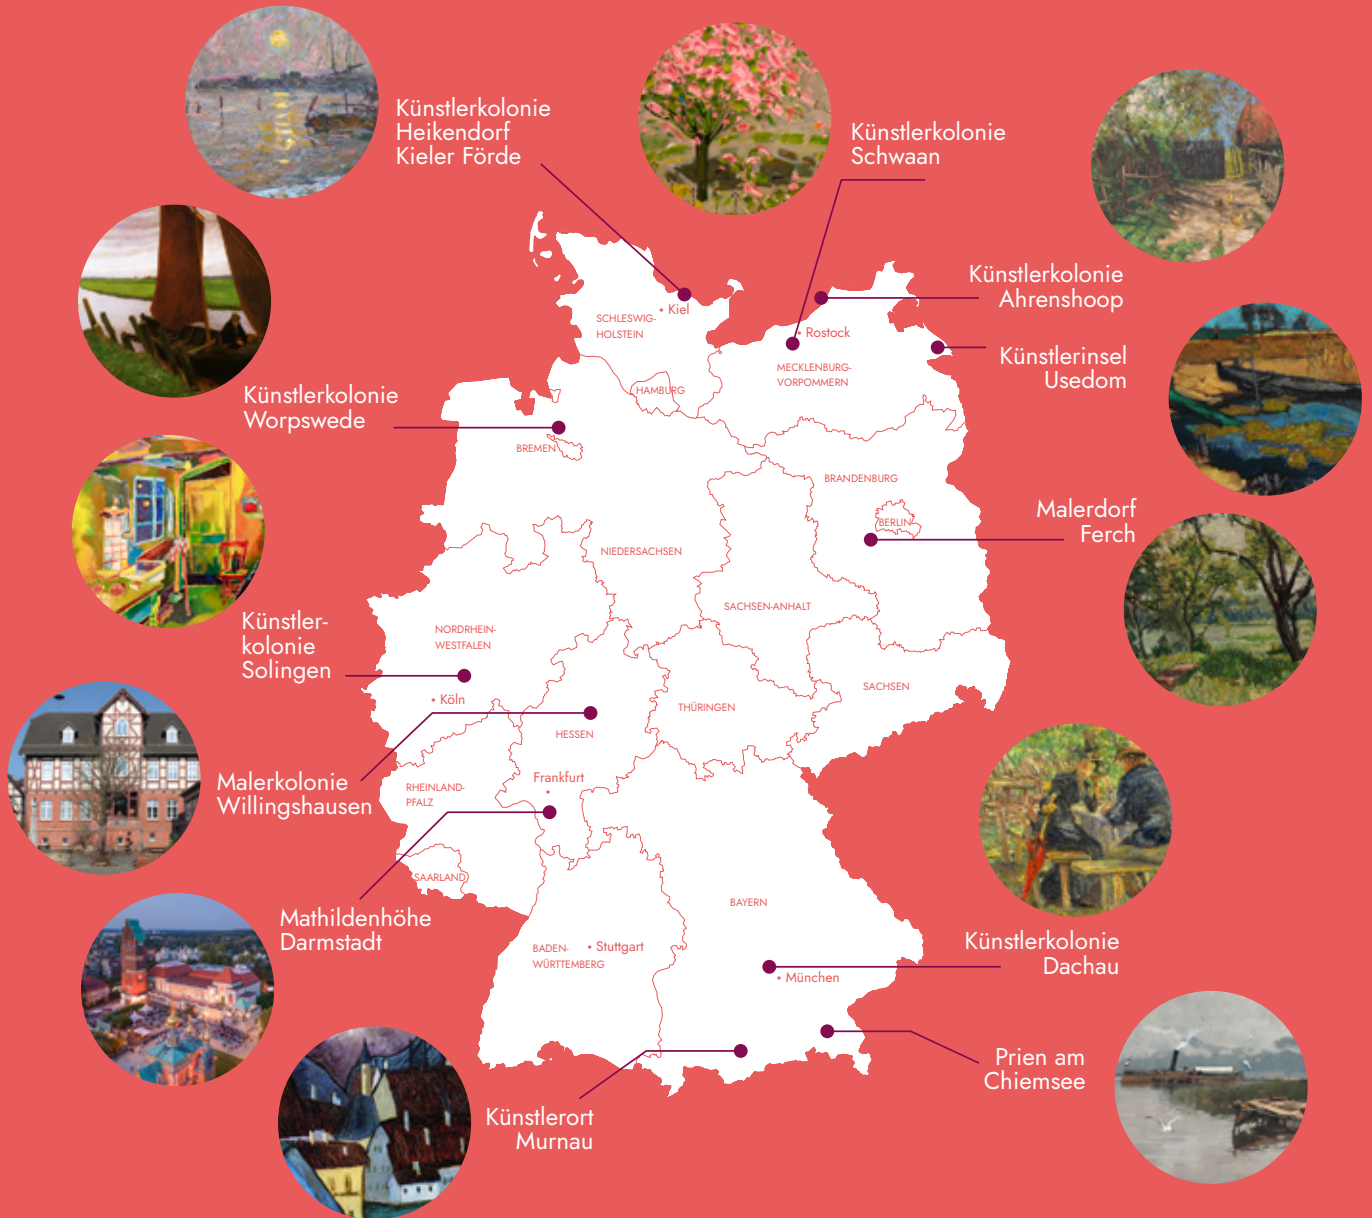 Künstlerkolonie
Heikendorf
Kieler Förde
Künstlerkolonie
Schwaan
Künstlerkolonie
Ahrenshoop
Künstlerinsel
Usedom
Künstlerkolonie
Worpswede
Malerdorf
Ferch
Künstler-
kolonie
Solingen
Malerkolonie
Willingshausen
Mathildenhöhe
Darmstadt
Künstlerort
Murnau
Künstlerkolonie
Dachau
Prien am
Chiemsee
• Kiel
SCHLESWIG-
HOLSTEIN
• Rostock
MECKLENBURG-
VORPOMMERN
HAMBURG
BREMEN
BRANDENBURG
BERLIN
NIEDERSACHSEN
SACHSEN-ANHALT
NORDRHEIN-
WESTFALEN
• Köln
SACHSEN
THÜRINGEN
HESSEN
Frankfurt
RHEINLAND-
PFALZ
SAARLAND
BAYERN
BADEN-
WÜRTTEMBERG
• Stuttgart
• München